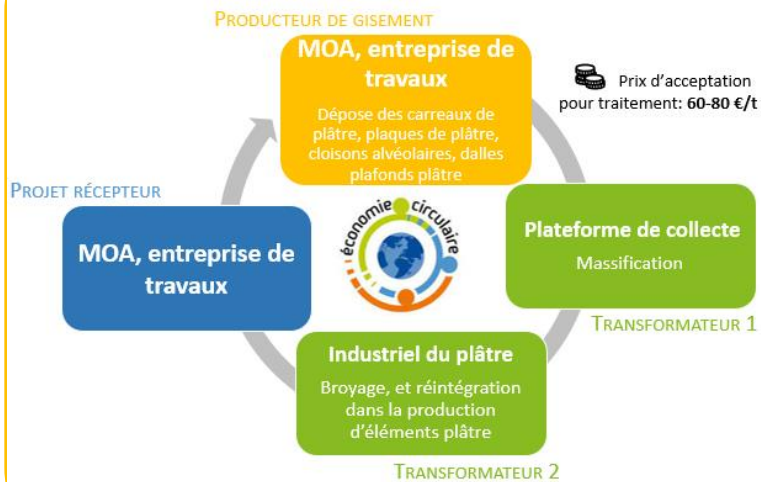 PRODUCTEUR DE GISEMENT
MOA, entreprise de
travaux
Dépose des carreaux de
plâtre, plaques de plâtre,
cloisons alvéolaires, dalles
plafonds plâtre
Prix d'acceptation
pour traitement: 60-80 €/t
PROJET RÉCEPTEUR
MOA, entreprise de
travaux
économie circulaire
Plateforme de collecte
Massification
TRANSFORMATEUR 1
Industriel du plâtre
Broyage, et réintégration
dans la production
d'éléments plâtre
TRANSFORMATEUR 2